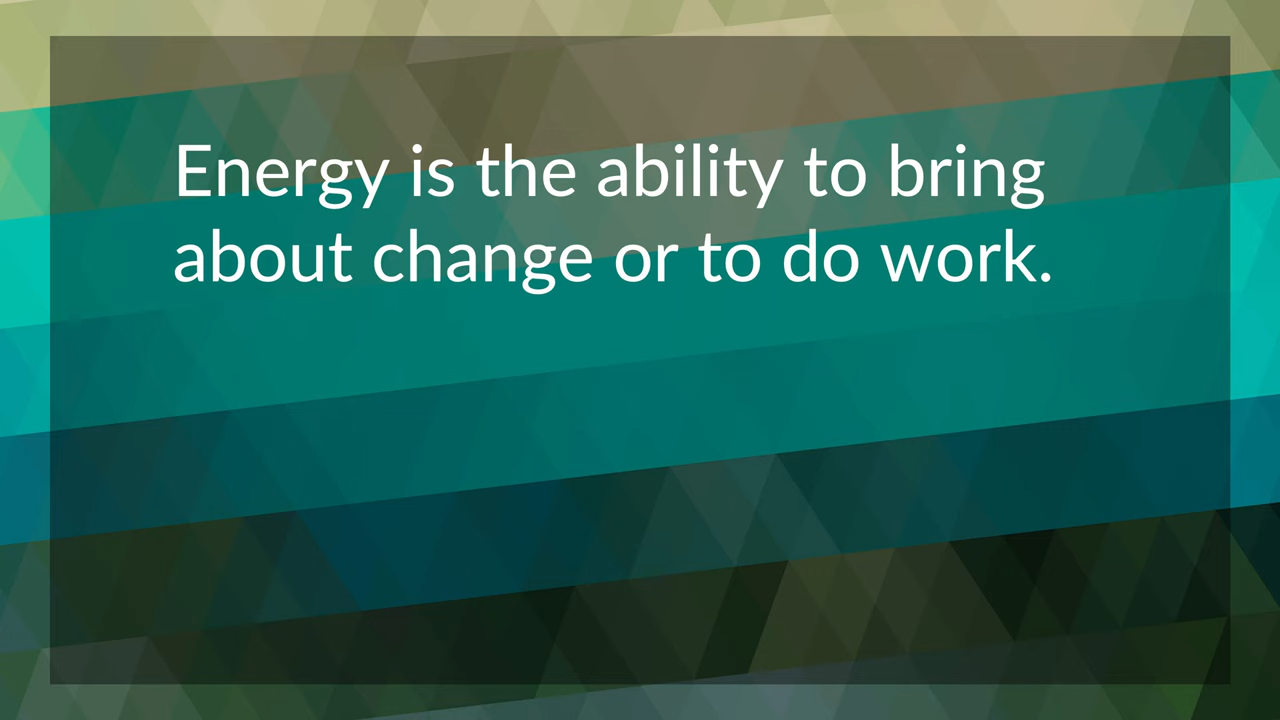 Energy is the ability to bring
about change or to do work.